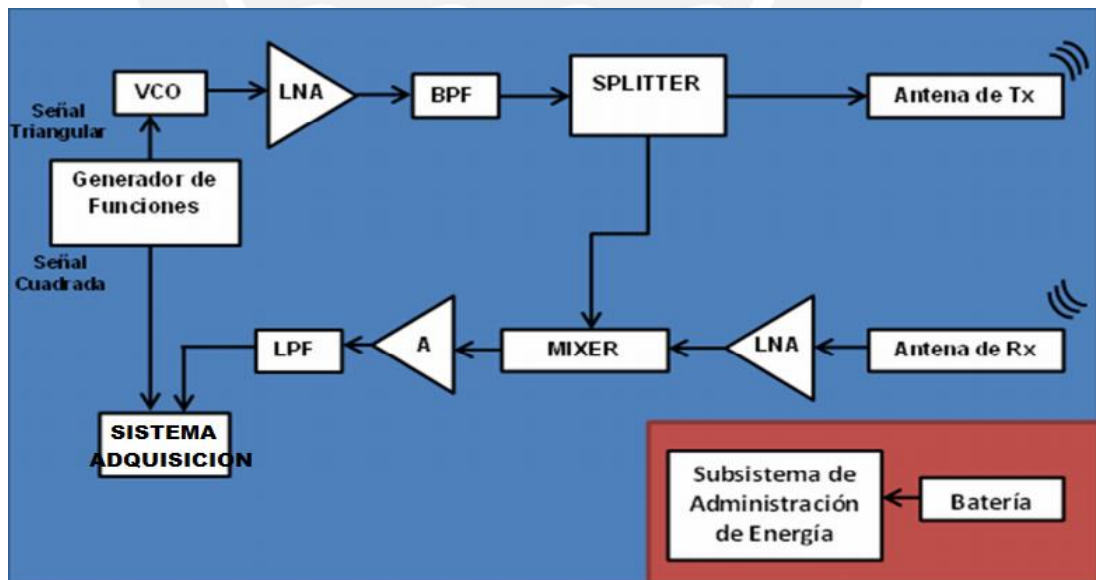 VCO
LNA
BPF
SPLITTER
Antena de Tx
Señal
Triangular
Generador de
Funciones
Señal
Cuadrada
LPF
A
MIXER
LNA
Antena de Rx
SISTEMA
ADQUISICION
Subsistema de
Administración
de Energía
Batería